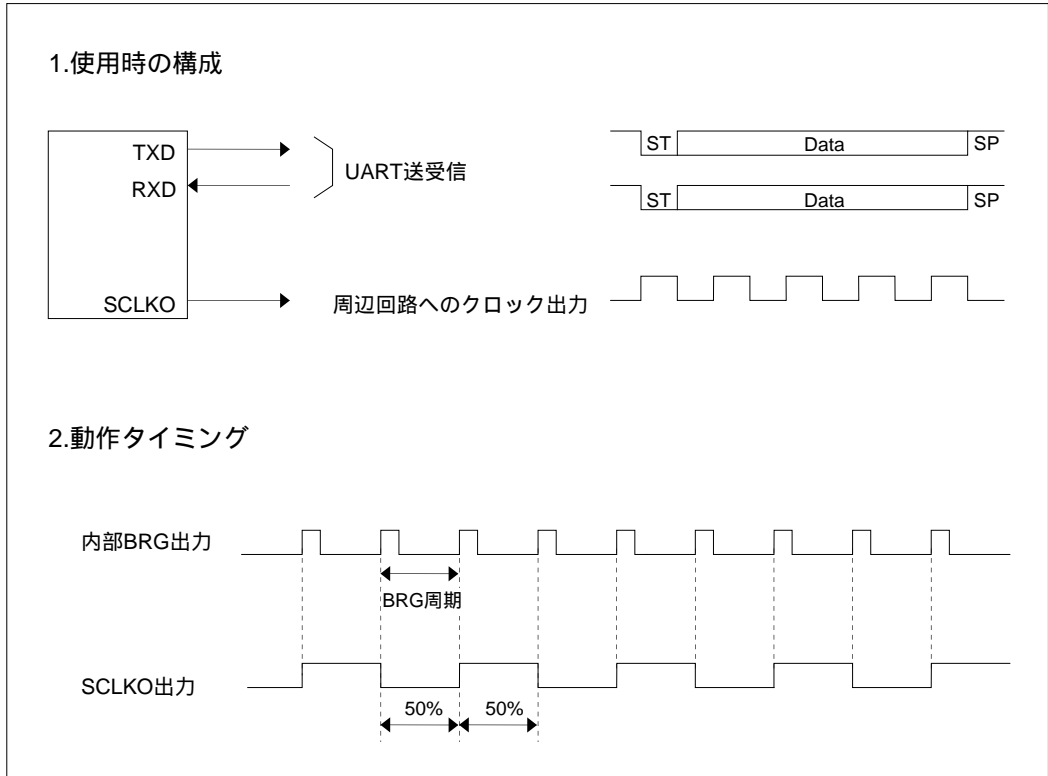 1.使用時の構成
TXD
RXD
UART送受信
ST
Data
SP
ST
Data
SP
SCLKO
周辺回路へのクロック出力
2.動作タイミング
内部BRG出力
BRG周期
SCLKO出力
50%
50%